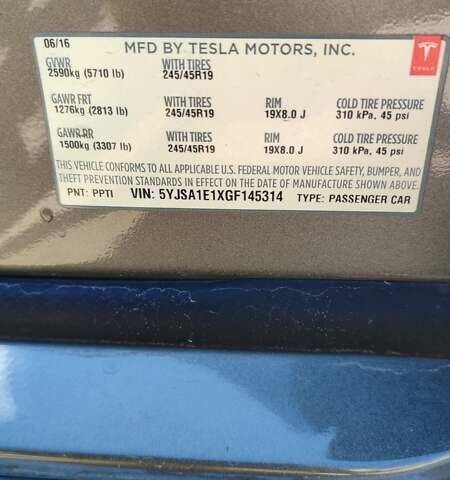 06/16 MFD BY TESLA MOTORS, INC.
GVWR WITH TIRES
2590kg (5710 lb) 245/45R19
TESLA
GAWR FRT WITH TIRES RIM COLD TIRE PRESSURE
1276kg (2813 lb) 245/45R19 19X8.0 J 310 kPa, 45 psi
GAWR RR WITH TIRES RIM COLD TIRE PRESSURE
1500kg (3307 lb) 245/45R19 19X8.0 J 310 kPa, 45 psi
THIS VEHICLE CONFORMS TO ALL APPLICABLE U.S. FEDERAL MOTOR VEHICLE SAFETY, BUMPER, AND
THEFT PREVENTION STANDARDS IN EFFECT ON THE DATE OF MANUFACTURE SHOWN ABOVE.
PNT: PPTI VIN: 5YJSA1E1XGF145314 TYPE: PASSENGER CAR